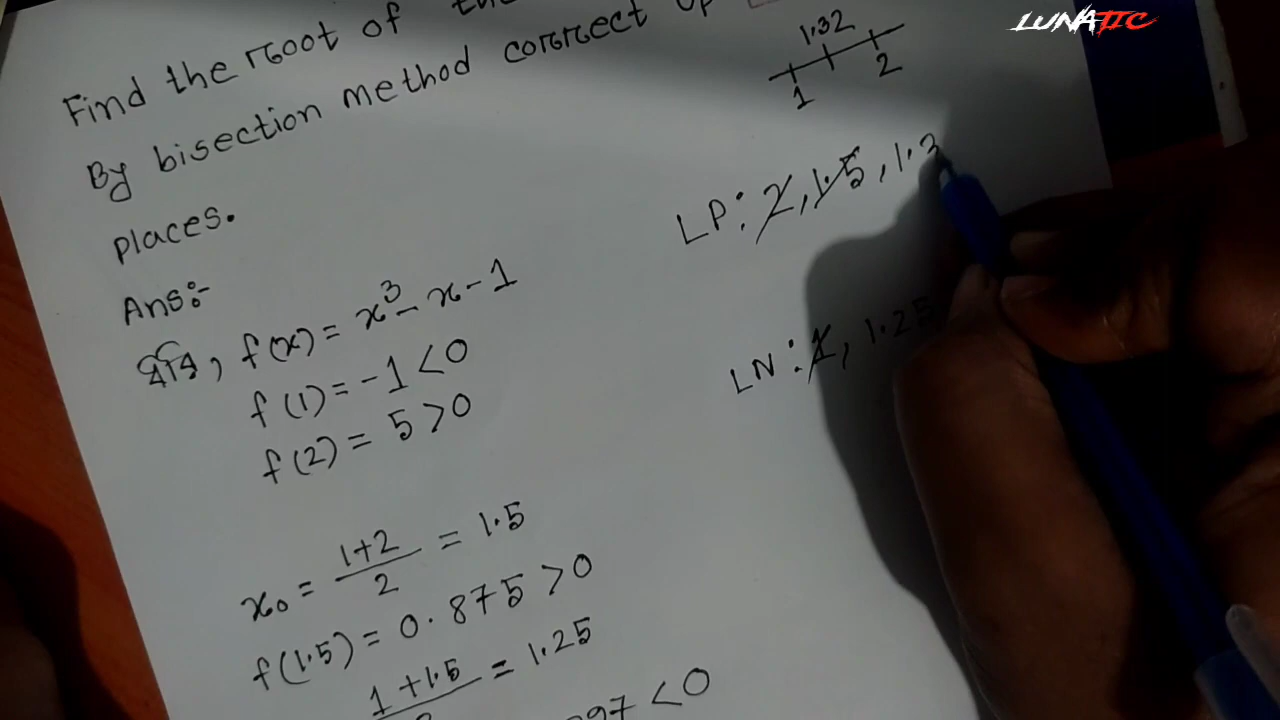 Find the root of the
By bisection method correct up
places.
Ans:-
ধরি, f(x) = x³ - x - 1
f(1) = -1 < 0
f(2) = 5 > 0
x₀ = (1+2)/2 = 1.5
f(1.5) = 0.875 > 0
1 + 1.5 = 1.25
297 < 0
1.32
1 2
LP: 2, 1.5, 1.3
LN: 1, 1.25
LUNATIC